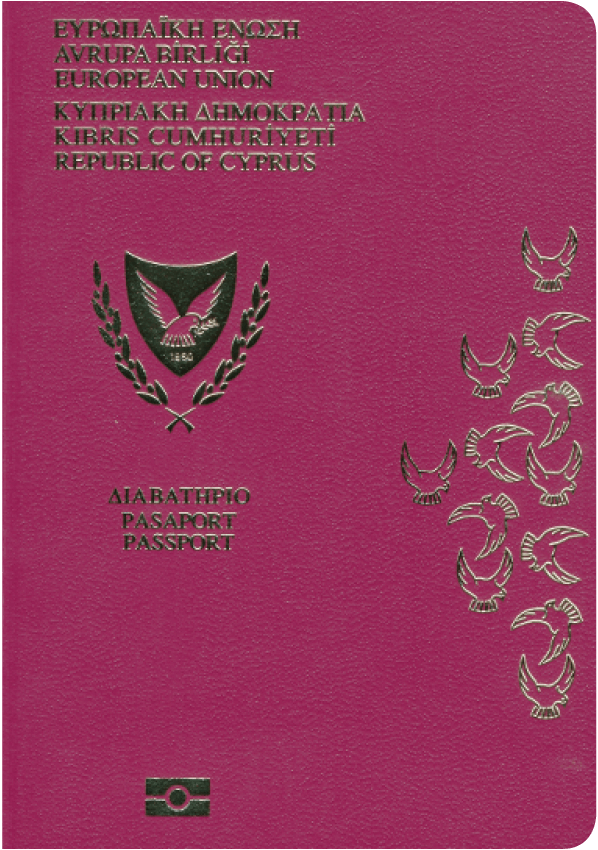 ΕΥΡΩΠΑΪΚΗ ΕΝΩΣΗ
AVRUPA BİRLİĞİ
EUROPEAN UNION
ΚΥΠΡΙΑΚΗ ΔΗΜΟΚΡΑΤΙΑ
KIBRIS CUMHURİYETİ
REPUBLIC OF CYPRUS
1960
ΔΙΑΒΑΤΗΡΙΟ
PASAPORT
PASSPORT